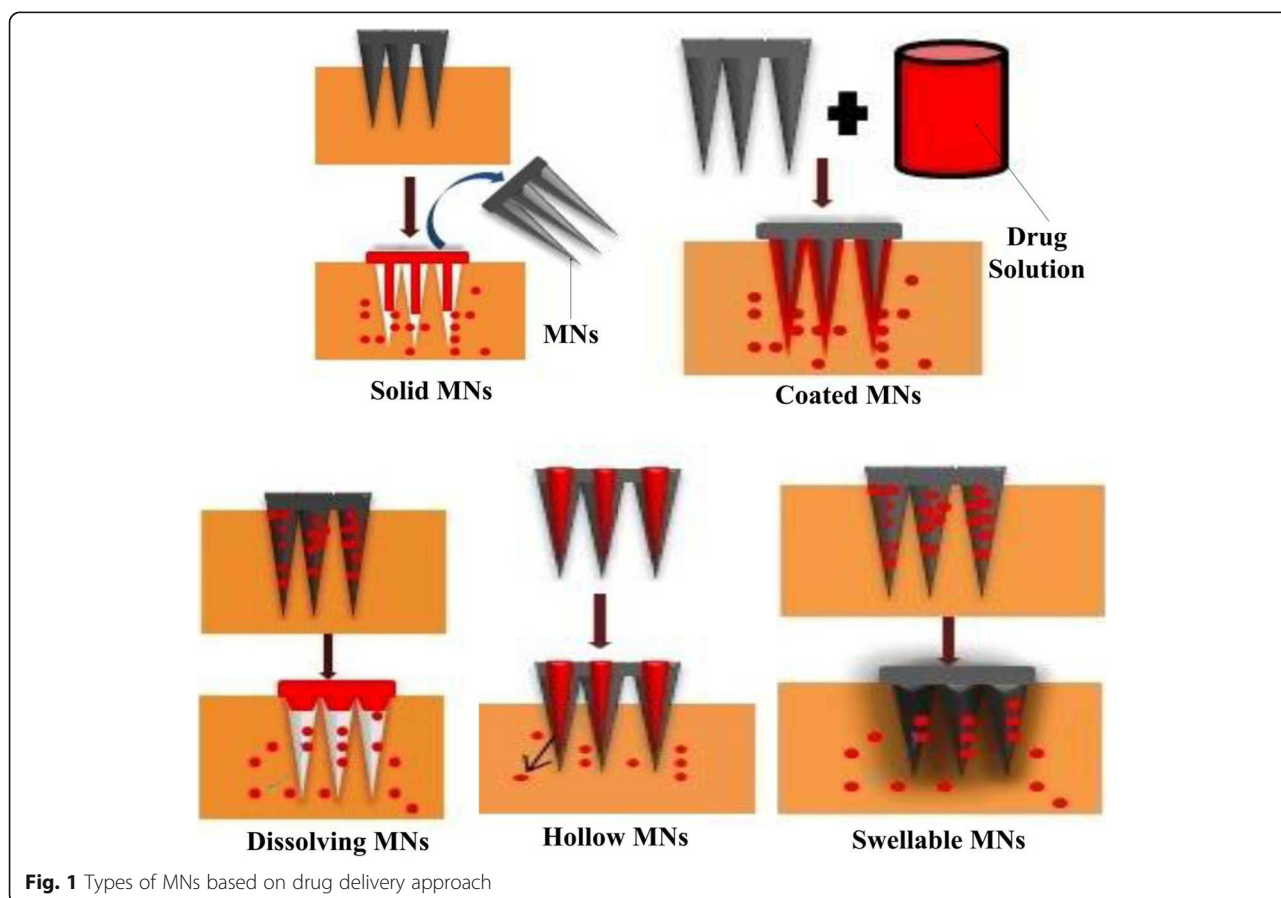 MNs
Solid MNs
Drug
Solution
Coated MNs
Dissolving MNs
Hollow MNs
Swellable MNs
Fig. 1 Types of MNs based on drug delivery approach